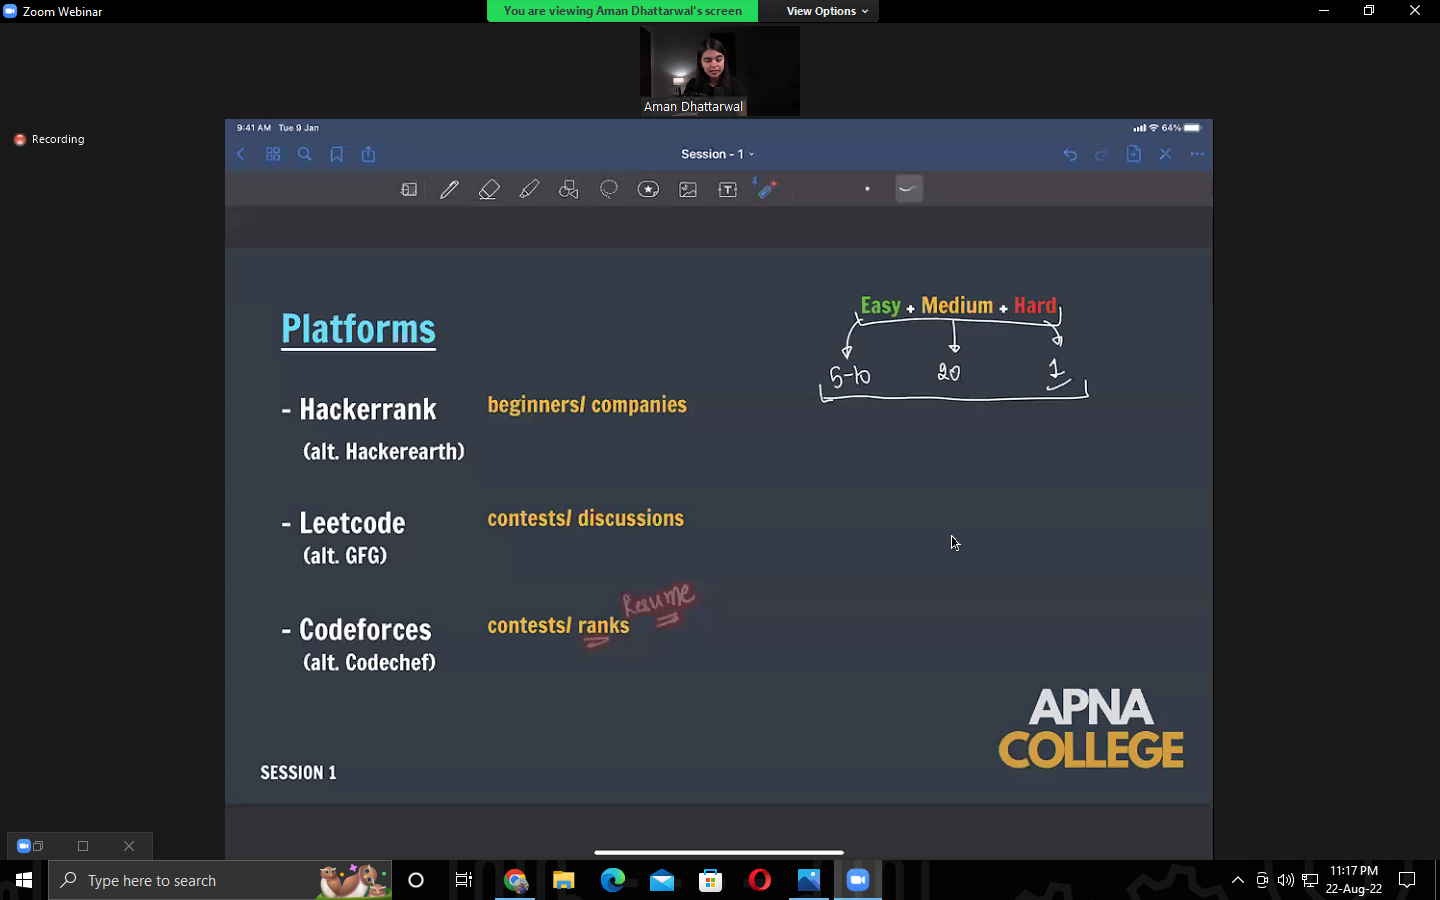 Zoom Webinar
You are viewing Aman Dhattarwal's screen
View Options
Aman Dhattarwal
Recording
9:41 AM Tue 9 Jan
64%
Session - 1
Easy + Medium + Hard
5-10 20 1
Platforms
- Hackerrank beginners/ companies
(alt. Hackerearth)
- Leetcode contests/ discussions
(alt. GFG)
Resume
- Codeforces contests/ ranks
(alt. Codechef)
APNA
COLLEGE
SESSION 1
Type here to search
11:17 PM
22-Aug-22